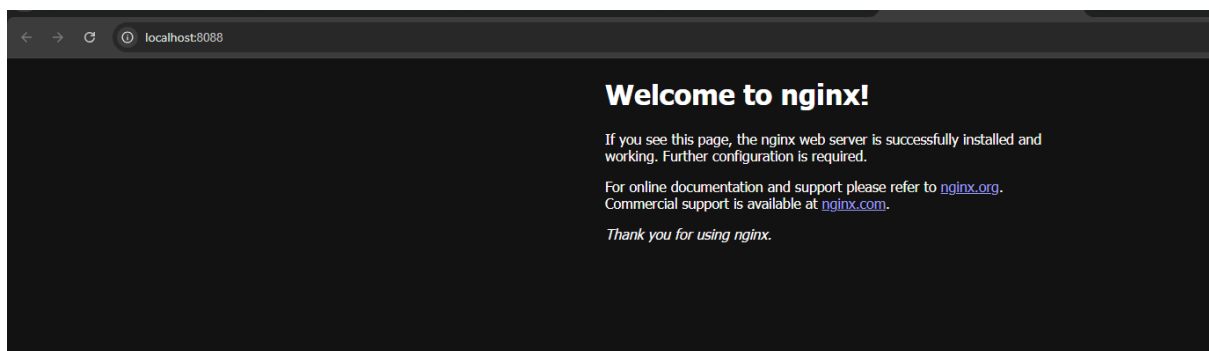 localhost:8088
Welcome to nginx!
If you see this page, the nginx web server is successfully installed and
working. Further configuration is required.
For online documentation and support please refer to nginx.org.
Commercial support is available at nginx.com.
Thank you for using nginx.